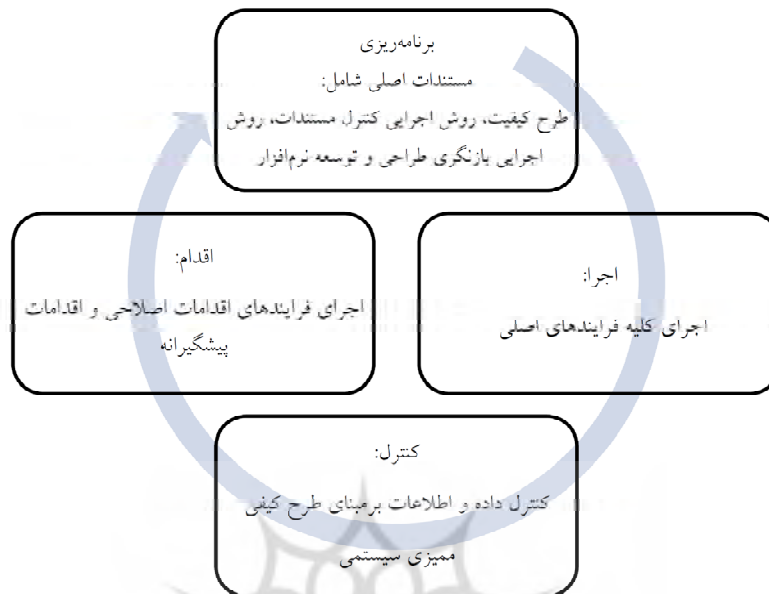 برنامه‌ریزی
مستندات اصلی شامل:
طرح کیفیت، روش اجرایی کنترل مستندات، روش
اجرایی بازنگری طراحی و توسعه نرم‌افزار
اجرا:
اجرای کلیه فرایندهای اصلی
کنترل:
کنترل داده و اطلاعات برمبنای طرح کیفی
ممیزی سیستمی
اقدام:
اجرای فرایندهای اقدامات اصلاحی و اقدامات
پیشگیرانه